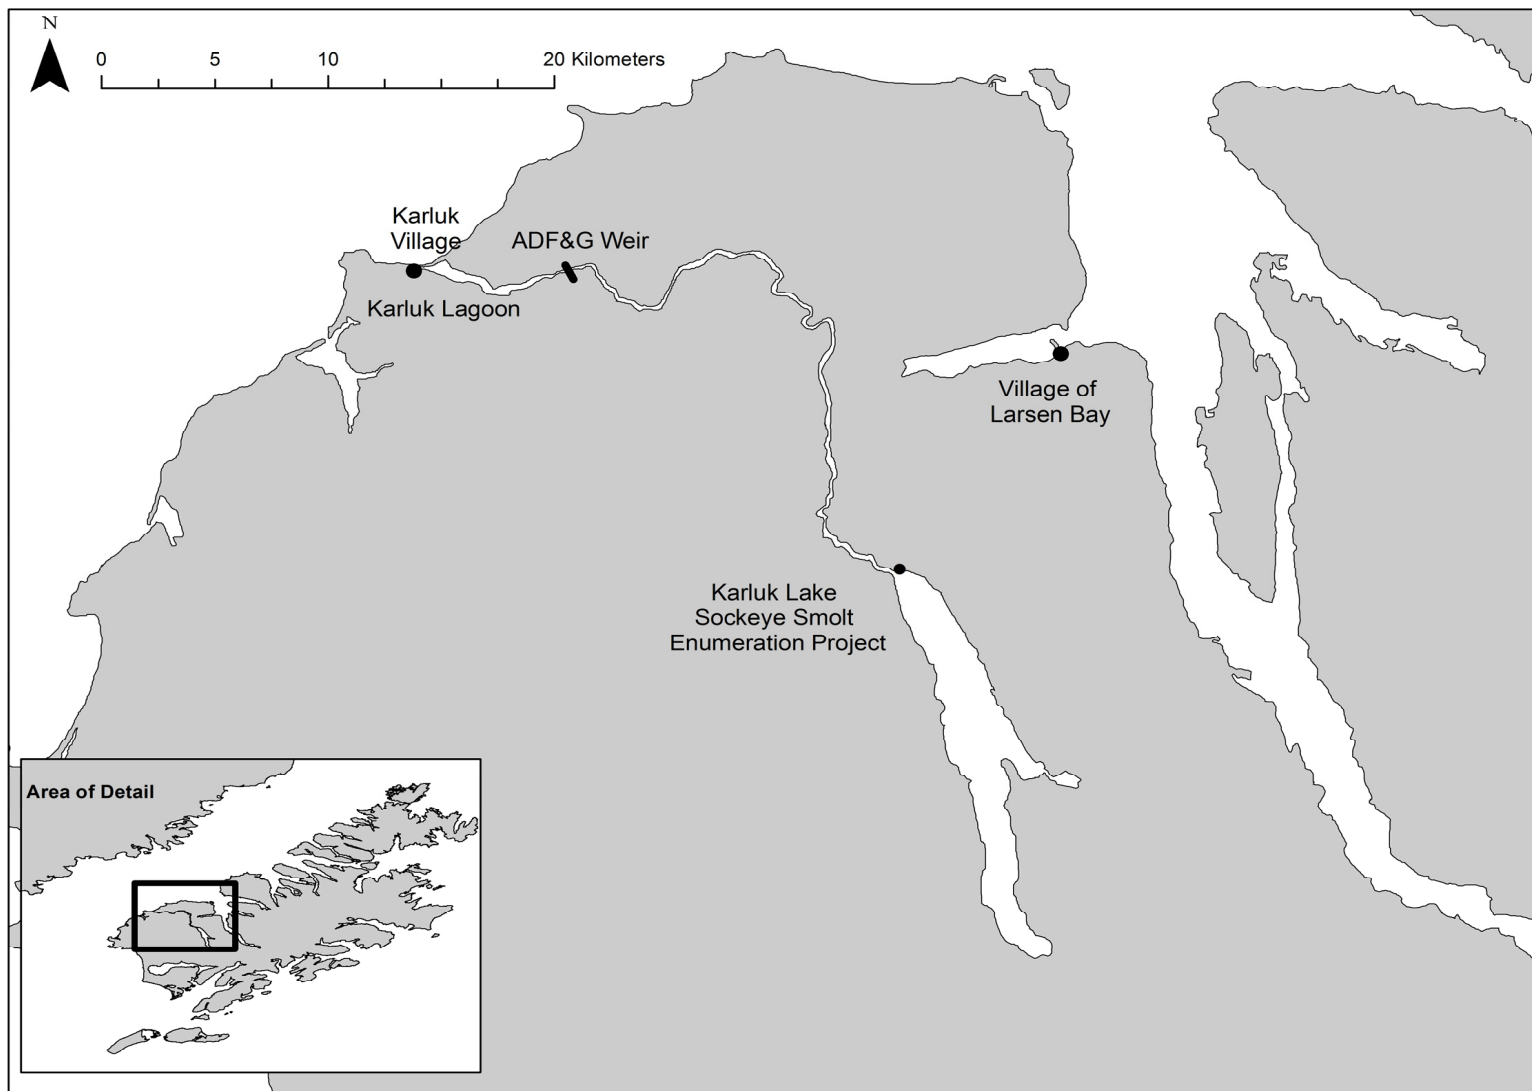 N
0 5 10 20 Kilometers
Karluk
Village
ADF&G Weir
Karluk Lagoon
Village of
Larsen Bay
Karluk Lake
Sockeye Smolt
Enumeration Project
Area of Detail